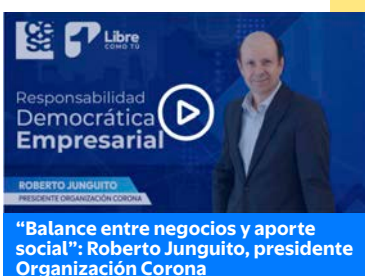 cesa
Libre
COMO TÚ
Responsabilidad
Democrática
Empresarial
ROBERTO JUNGUITO
PRESIDENTE ORGANIZACIÓN CORONA
“Balance entre negocios y aporte
social”: Roberto Junguito, presidente
Organización Corona